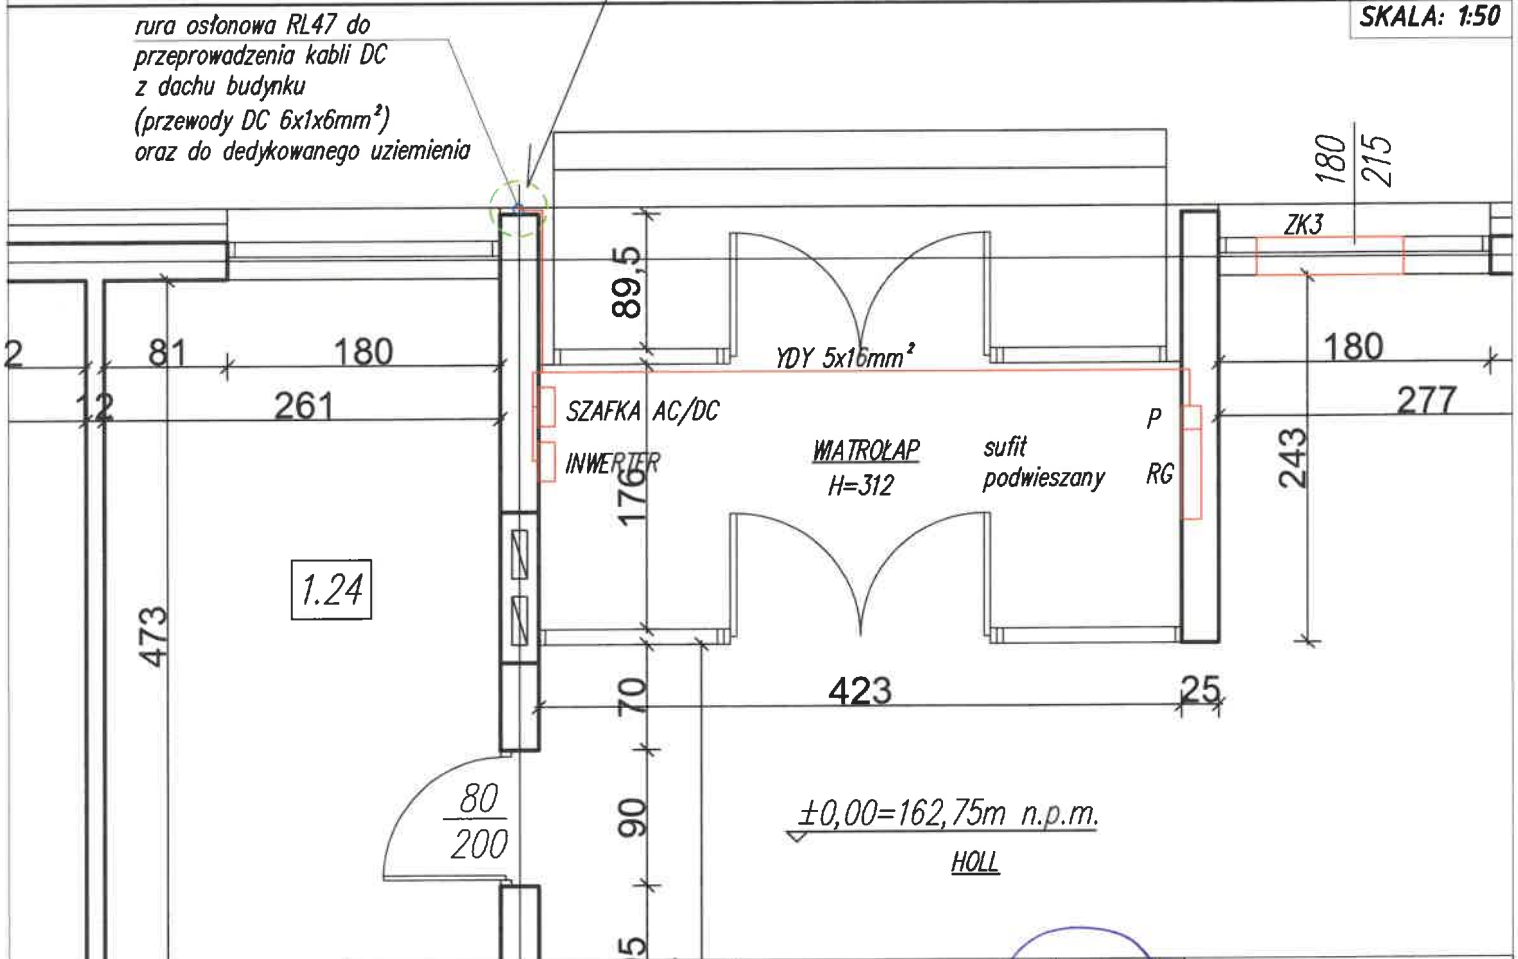 SKALA: 1:50
rura osłonowa RL47 do
przeprowadzenia kabli DC
z dachu budynku
(przewody DC 6x1x6mm²)
oraz do dedykowanego uziemienia
180
215
ZK3
89,5
2
81
180
YDY 5x16mm²
180
12
261
SZAFKA AC/DC
P
277
INWERTER
WIATROŁAP
H=312
sufit
podwieszany
RG
243
176
1.24
473
70
423
25
80
200
90
±0,00=162,75m n.p.m.
HOLL
5